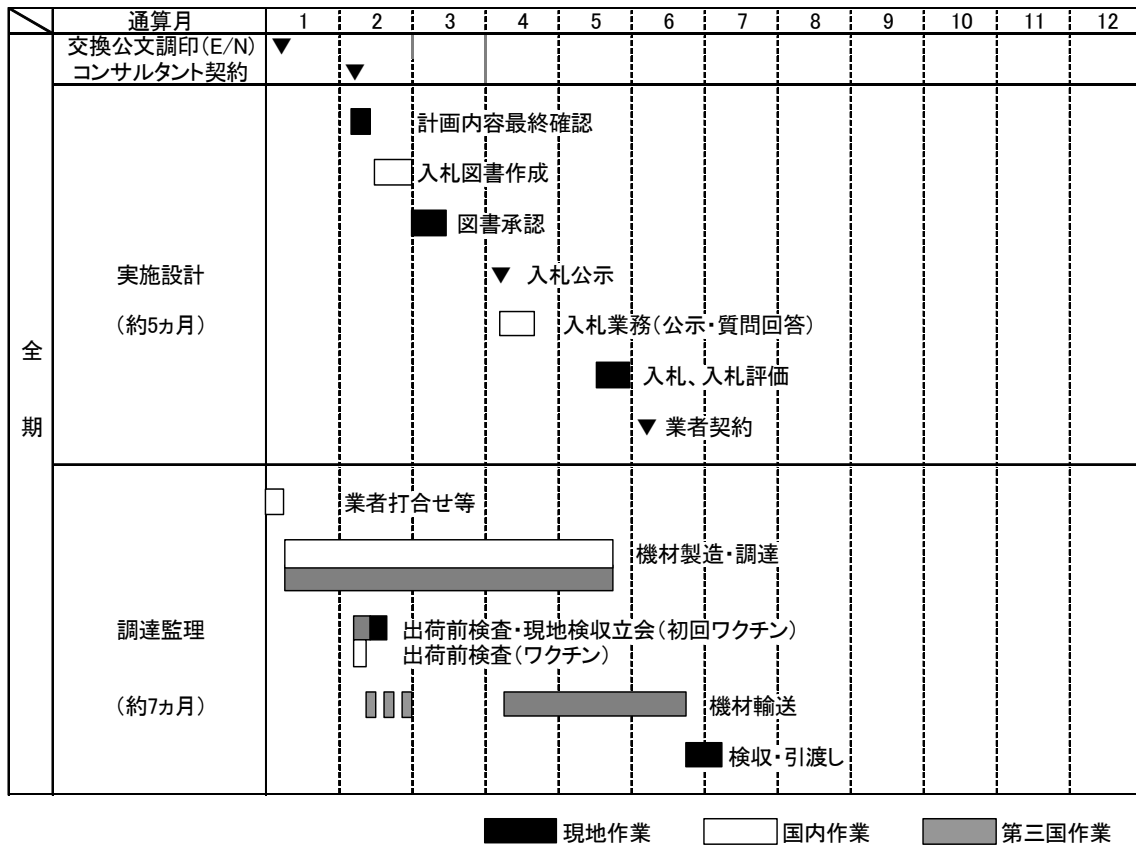 通算月 1 2 3 4 5 6 7 8 9 10 11 12
交換公文調印(E/N) ▼
コンサルタント契約 ▼
計画内容最終確認
入札図書作成
図書承認
実施設計 ▼ 入札公示
(約5ヵ月) 入札業務(公示・質問回答)
全
入札、入札評価
期 ▼ 業者契約
業者打合せ等
機材製造・調達
調達監理 出荷前検査・現地検収立会(初回ワクチン)
出荷前検査(ワクチン)
(約7ヵ月) 機材輸送
検収・引渡し
現地作業 国内作業 第三国作業